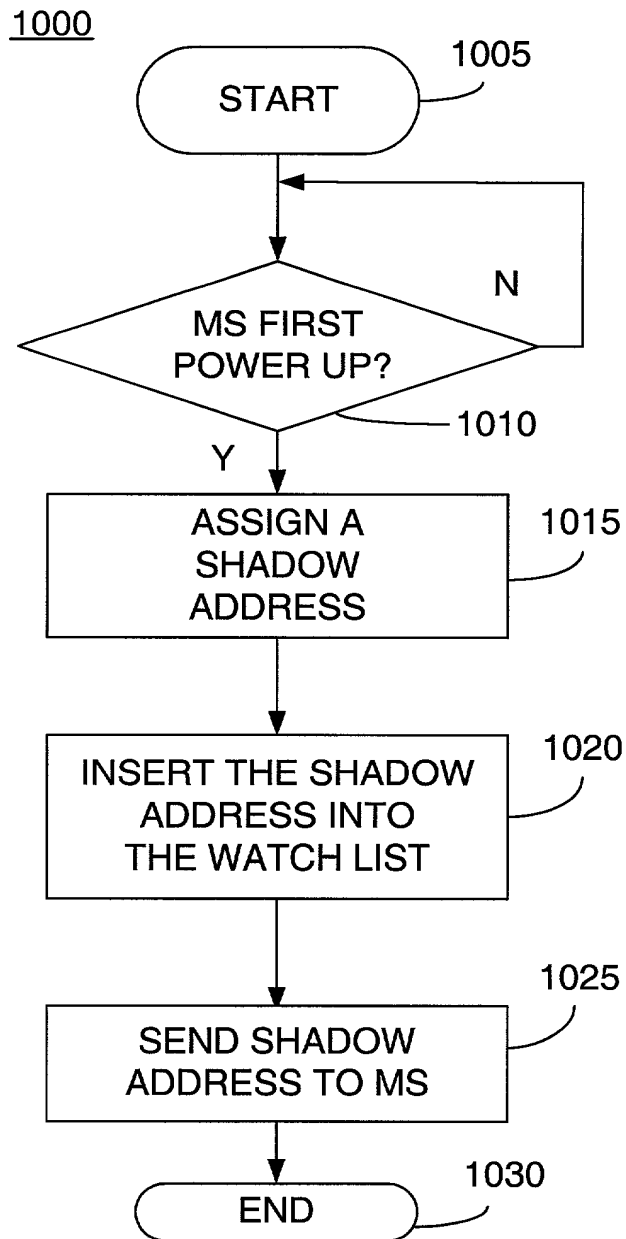 1000
1005
START
N
MS FIRST
POWER UP?
1010
Y
ASSIGN A
SHADOW
ADDRESS
1015
INSERT THE SHADOW
ADDRESS INTO
THE WATCH LIST
1020
SEND SHADOW
ADDRESS TO MS
1025
END
1030